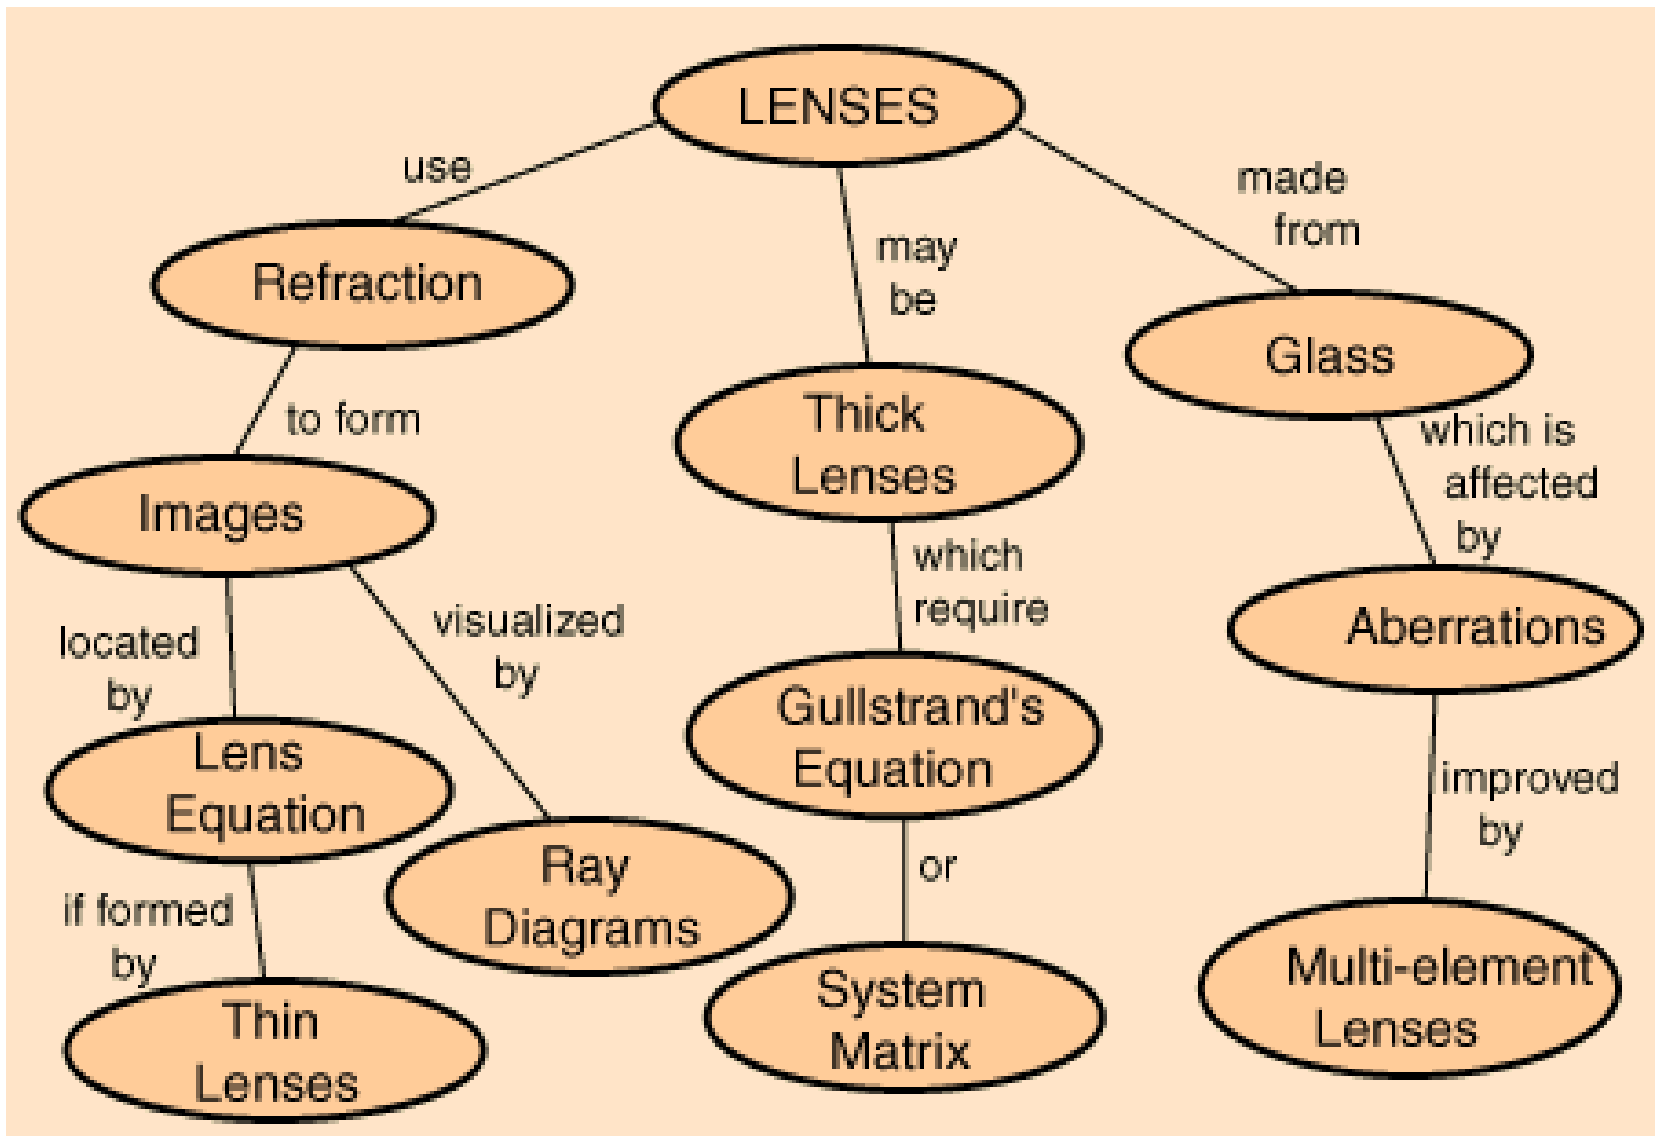 LENSES
use
made
from
may
be
Refraction
Glass
Thick
Lenses
to form
which is
affected
by
Images
which
require
visualized
by
located
by
Aberrations
Gullstrand's
Equation
Lens
Equation
improved
by
Ray
Diagrams
or
if formed
by
System
Matrix
Multi-element
Lenses
Thin
Lenses